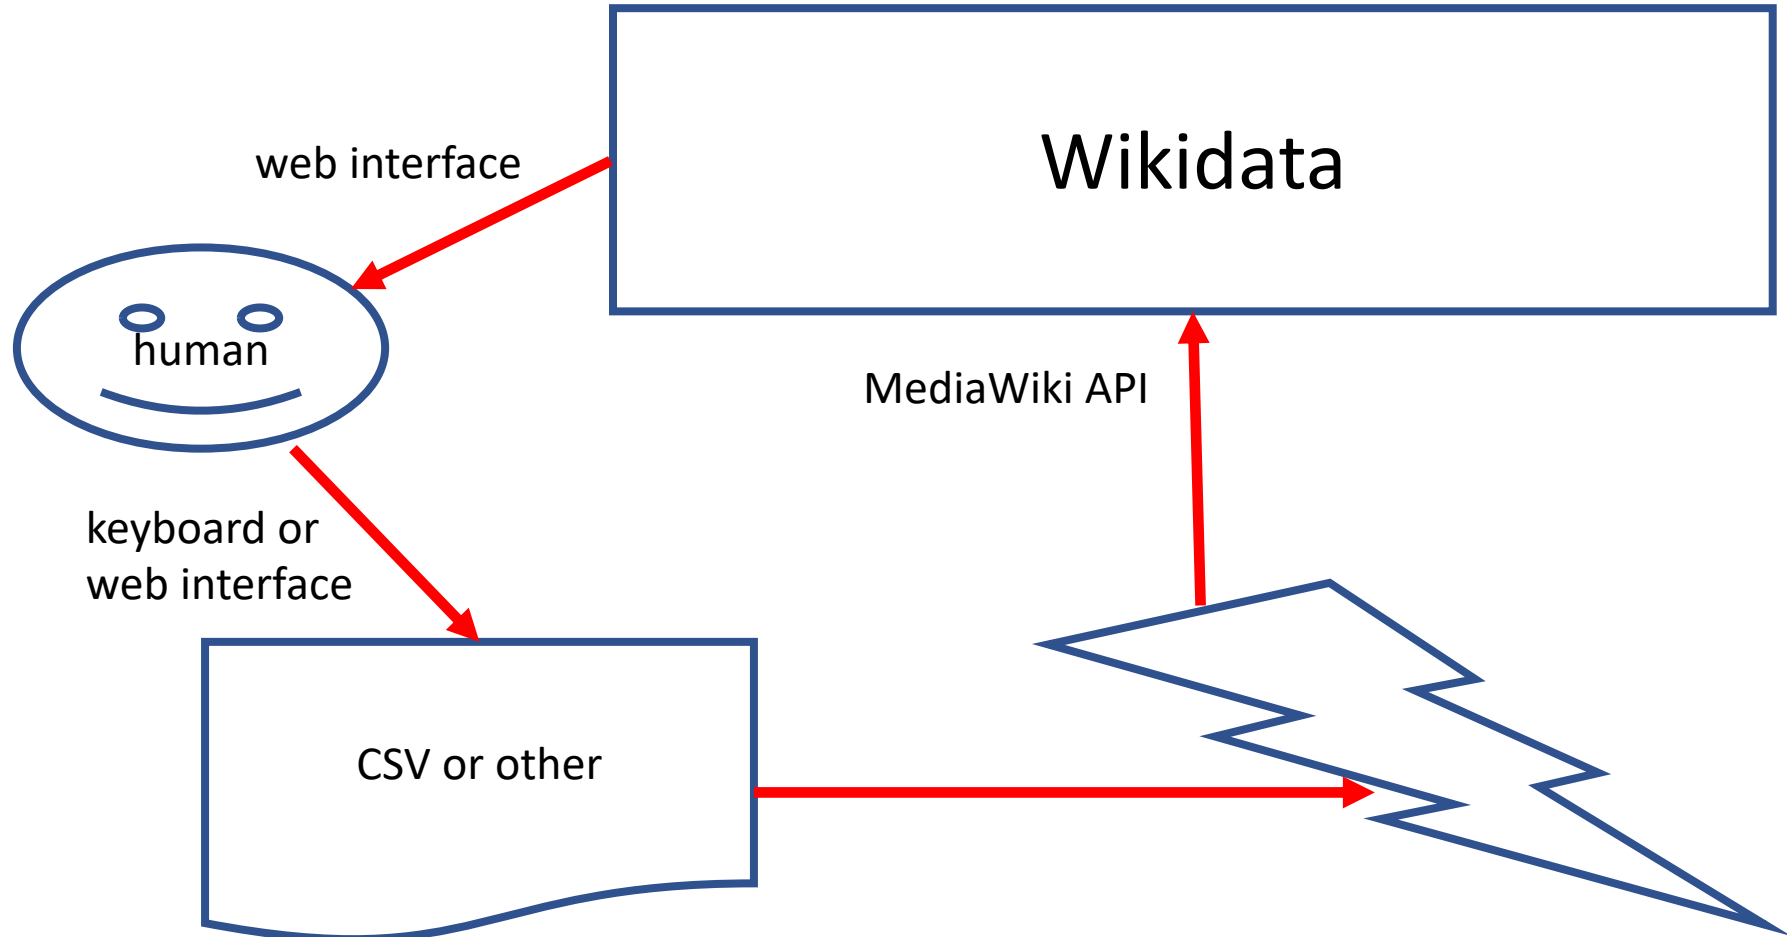 Wikidata
web interface
human
MediaWiki API
keyboard or
web interface
CSV or other